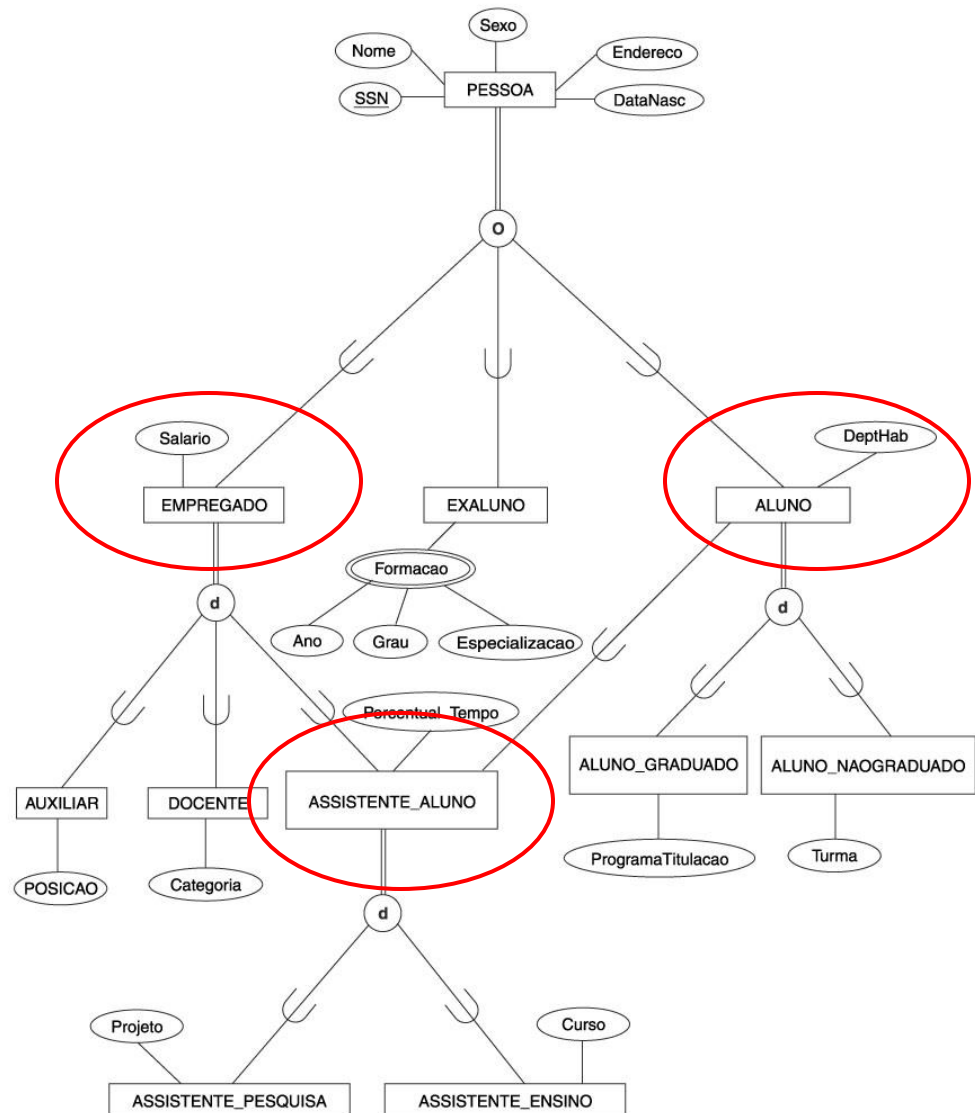 Sexo
Nome
Endereco
SSN
PESSOA
DataNasc
O
Salario
DeptHab
EMPREGADO
EXALUNO
ALUNO
Formacao
d
d
Ano
Grau
Especializacao
Percentual_Tempo
ALUNO_GRADUADO
ALUNO_NAOGRADUADO
AUXILIAR
DOCENTE
ASSISTENTE_ALUNO
ProgramaTitulacao
Turma
POSICAO
Categoria
d
Projeto
Curso
ASSISTENTE_PESQUISA
ASSISTENTE_ENSINO